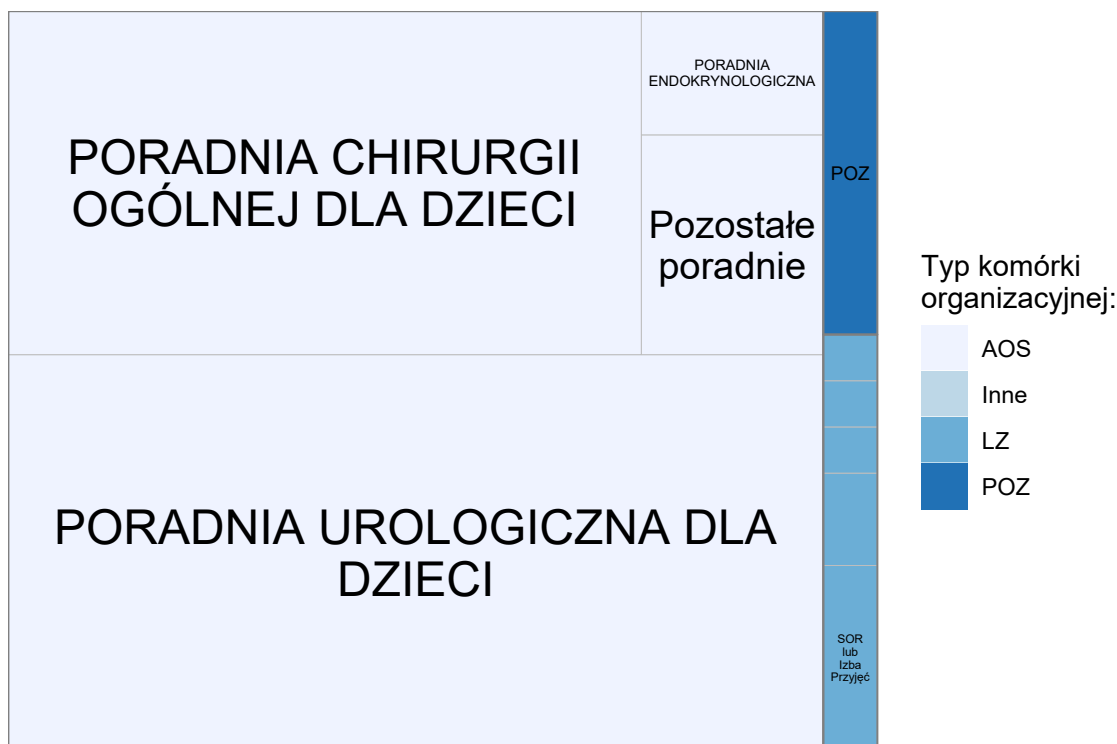 PORADNIA
ENDOKRYNOLOGICZNA
PORADNIA CHIRURGII
OGÓLNEJ DLA DZIECI
POZ
Pozostałe
poradnie
Typ komórki
organizacyjnej:
AOS
Inne
LZ
POZ
PORADNIA UROLOGICZNA DLA
DZIECI
SOR
lub
Izba
Przyjęć